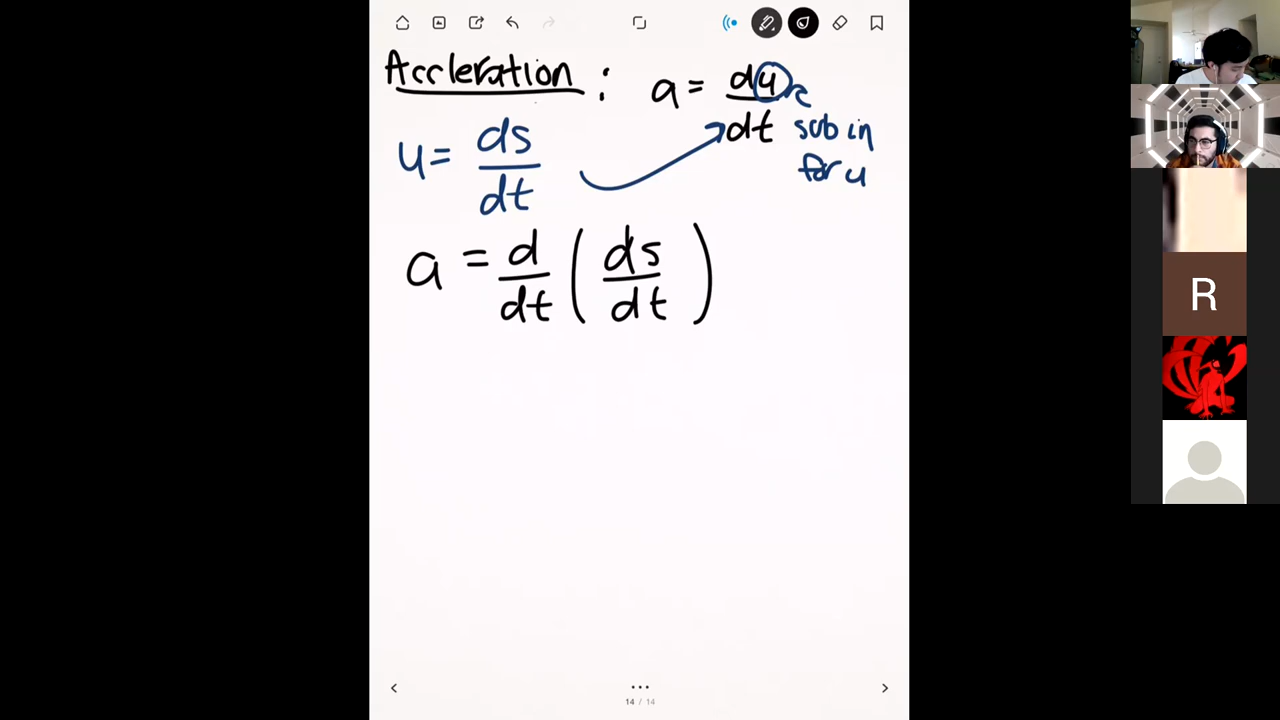 Accleration : a = du/dt
sub in
for u
u = ds/dt
a = d/dt ( ds/dt )
R
14 / 14